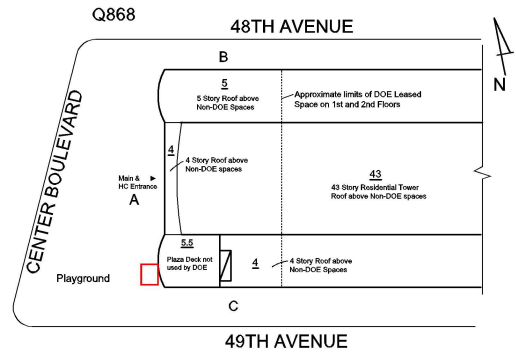 Q868
48TH AVENUE
B
N
5
5 Story Roof above
Non-DOE Spaces
Approximate limits of DOE Leased
Space on 1st and 2nd Floors
CENTER BOULEVARD
4
4 Story Roof above
Non-DOE spaces
Main &
HC Entrance
A
43
43 Story Residential Tower
Roof above Non-DOE spaces
5.5
Plaza Deck not
used by DOE
4
4 Story Roof above
Non-DOE Spaces
Playground
C
49TH AVENUE